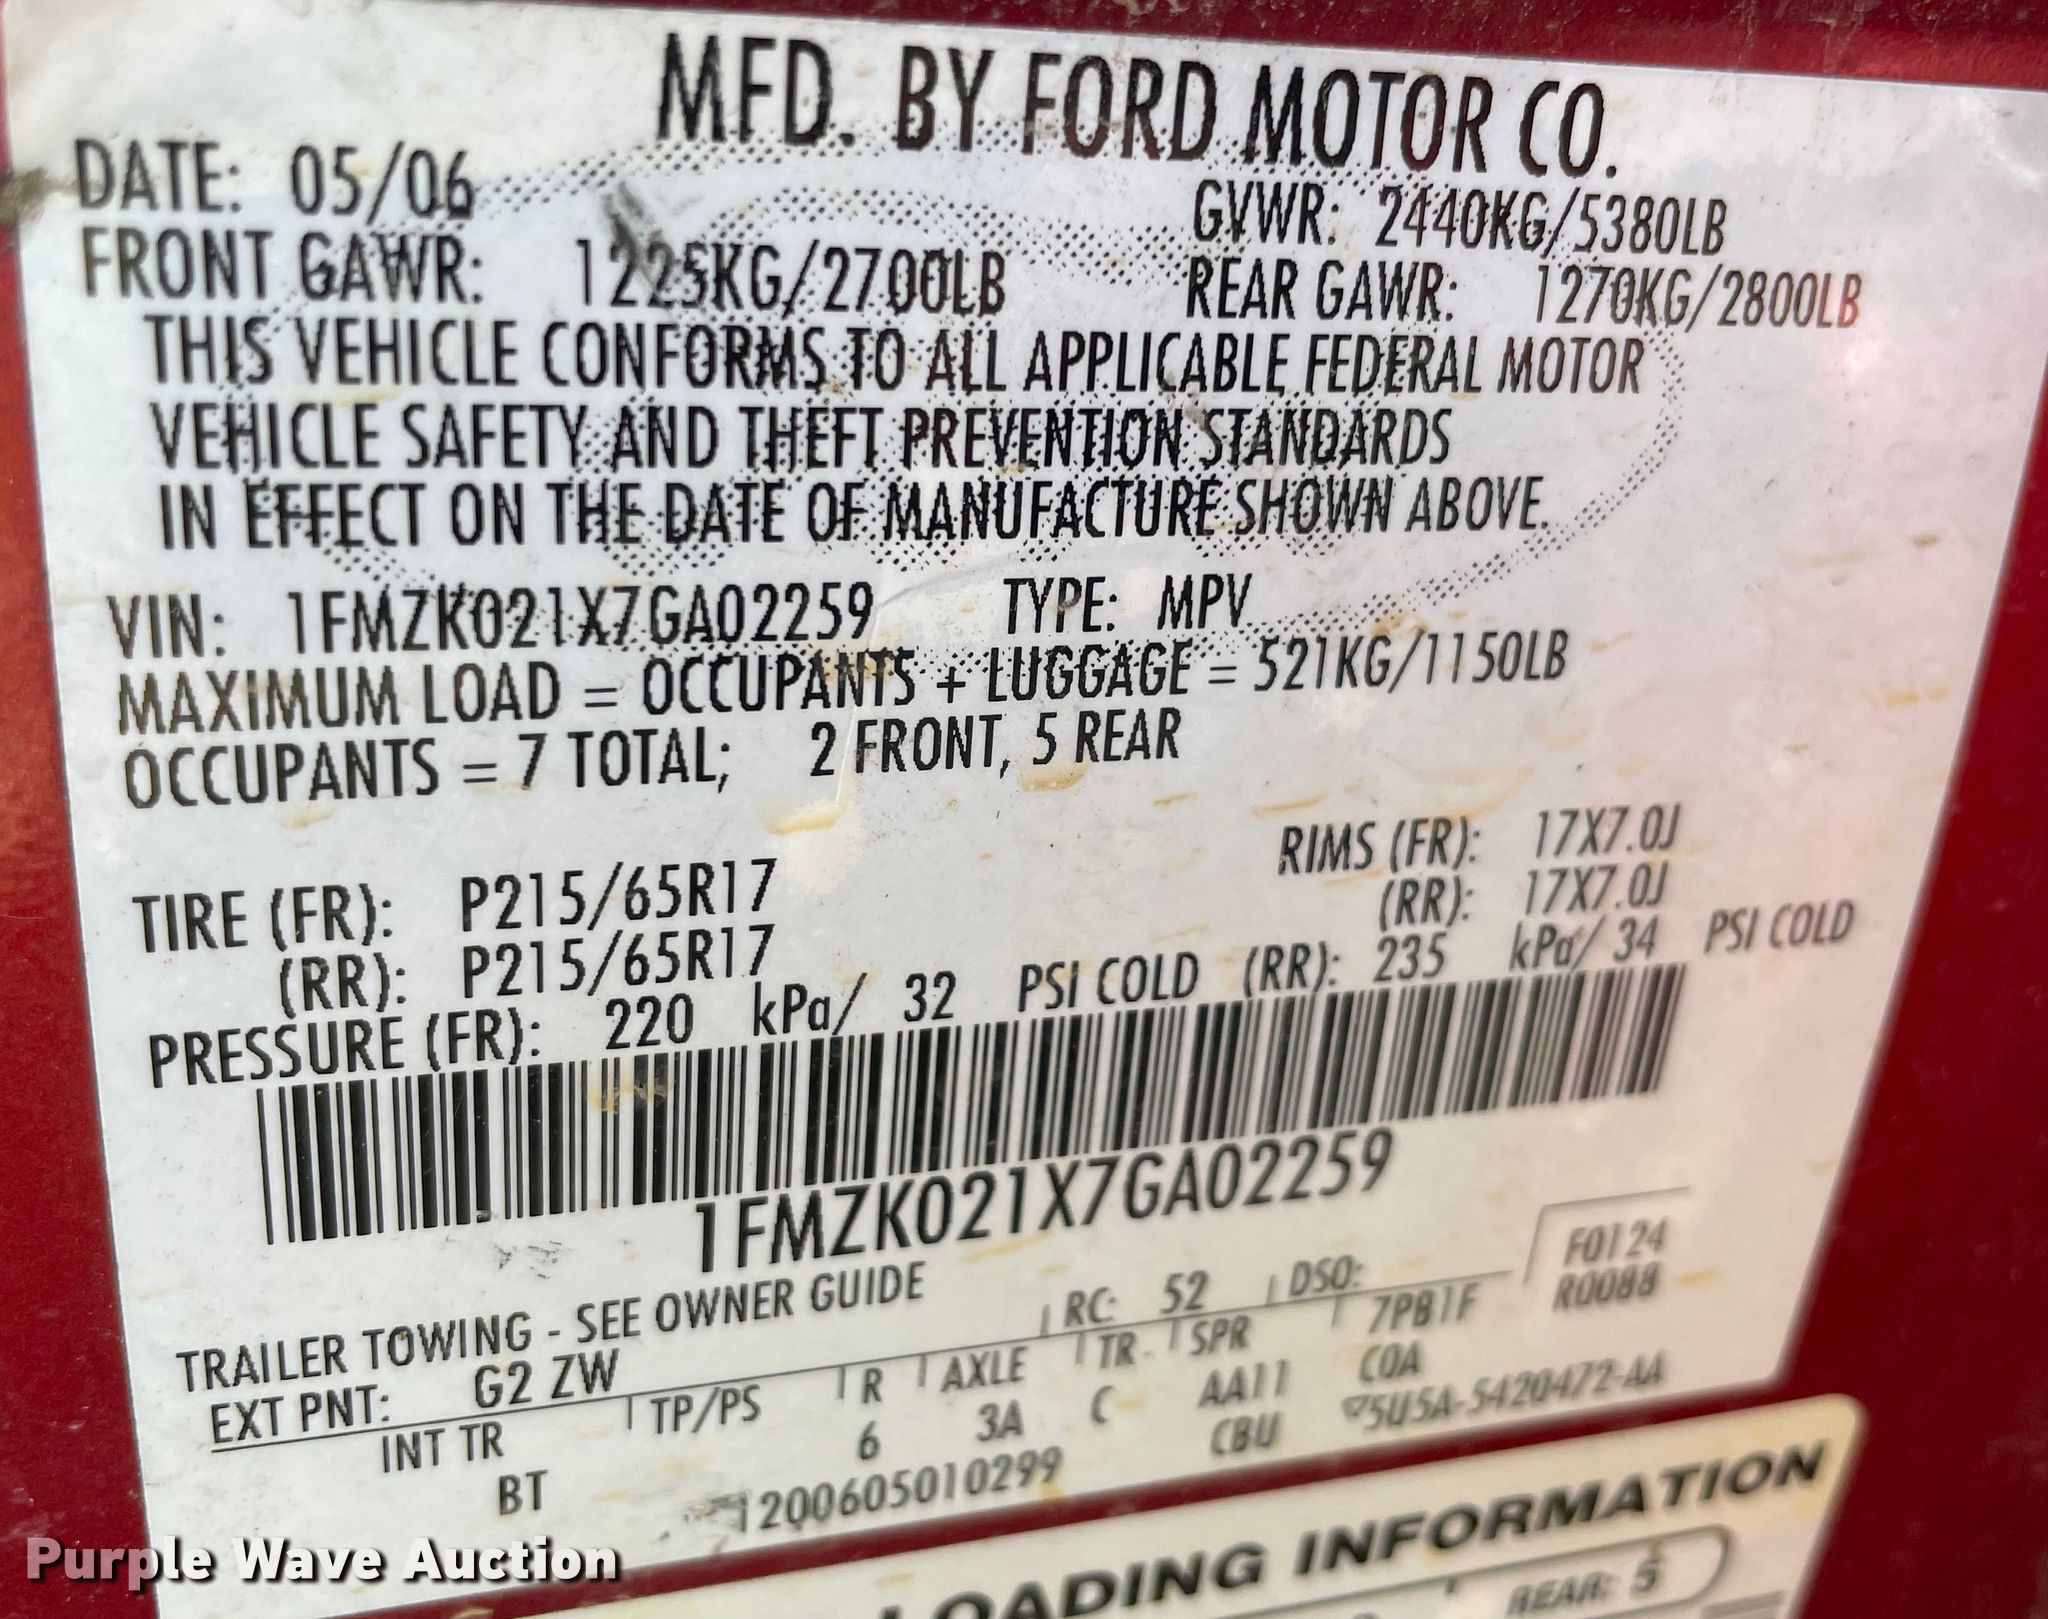 MFD. BY FORD MOTOR CO.
DATE: 05/06 GVWR: 2440KG/5380LB
FRONT GAWR: 1225KG/2700LB REAR GAWR: 1270KG/2800LB
THIS VEHICLE CONFORMS TO ALL APPLICABLE FEDERAL MOTOR
VEHICLE SAFETY AND THEFT PREVENTION STANDARDS
IN EFFECT ON THE DATE OF MANUFACTURE SHOWN ABOVE.
VIN: 1FMZK021X7GA02259 TYPE: MPV
MAXIMUM LOAD = OCCUPANTS + LUGGAGE = 521KG/1150LB
OCCUPANTS = 7 TOTAL; 2 FRONT, 5 REAR
TIRE (FR): P215/65R17 RIMS (FR): 17X7.0J
(RR): P215/65R17 (RR): 17X7.0J
PRESSURE (FR): 220 kPa/ 32 PSI COLD (RR): 235 kPa/ 34 PSI COLD
1FMZK021X7GA02259
F0124
R0088
TRAILER TOWING - SEE OWNER GUIDE
EXT PNT: G2 ZW RC: 52 DSO:
INT TR TP/PS R AXLE TR SPR 7PB1F
BT 6 3A C AA11 COA
1200605010299 CBU 5U5A-5420472-AA
LOADING INFORMATION
REAR: 5
Purple Wave Auction